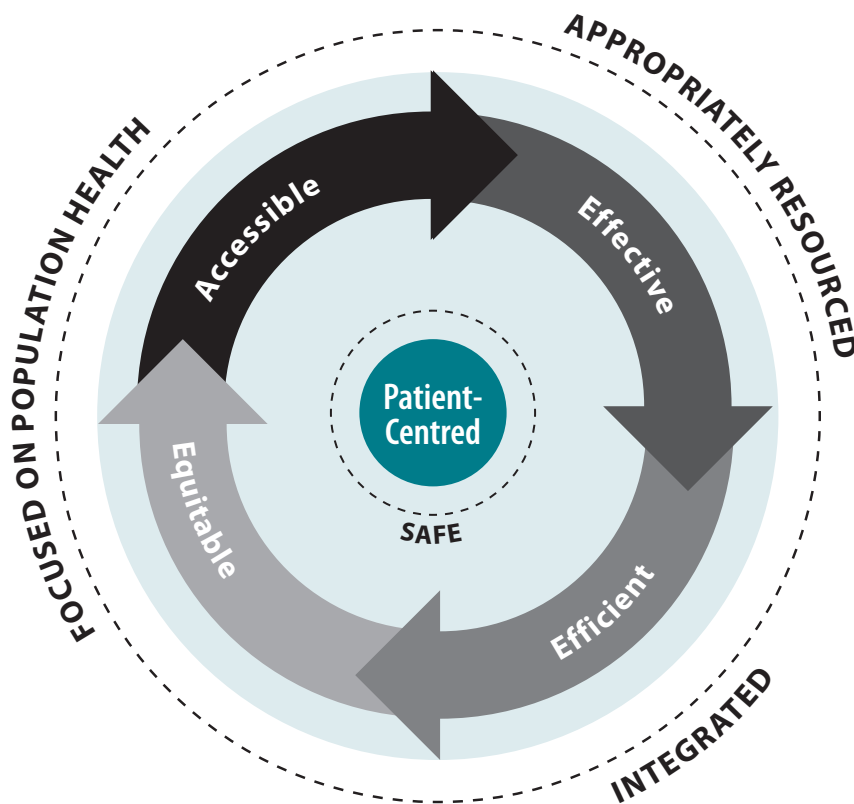 APPROPRIATELY RESOURCED
FOCUSED ON POPULATION HEALTH
Accessible
Effective
Patient-
Centred
SAFE
Equitable
Efficient
INTEGRATED